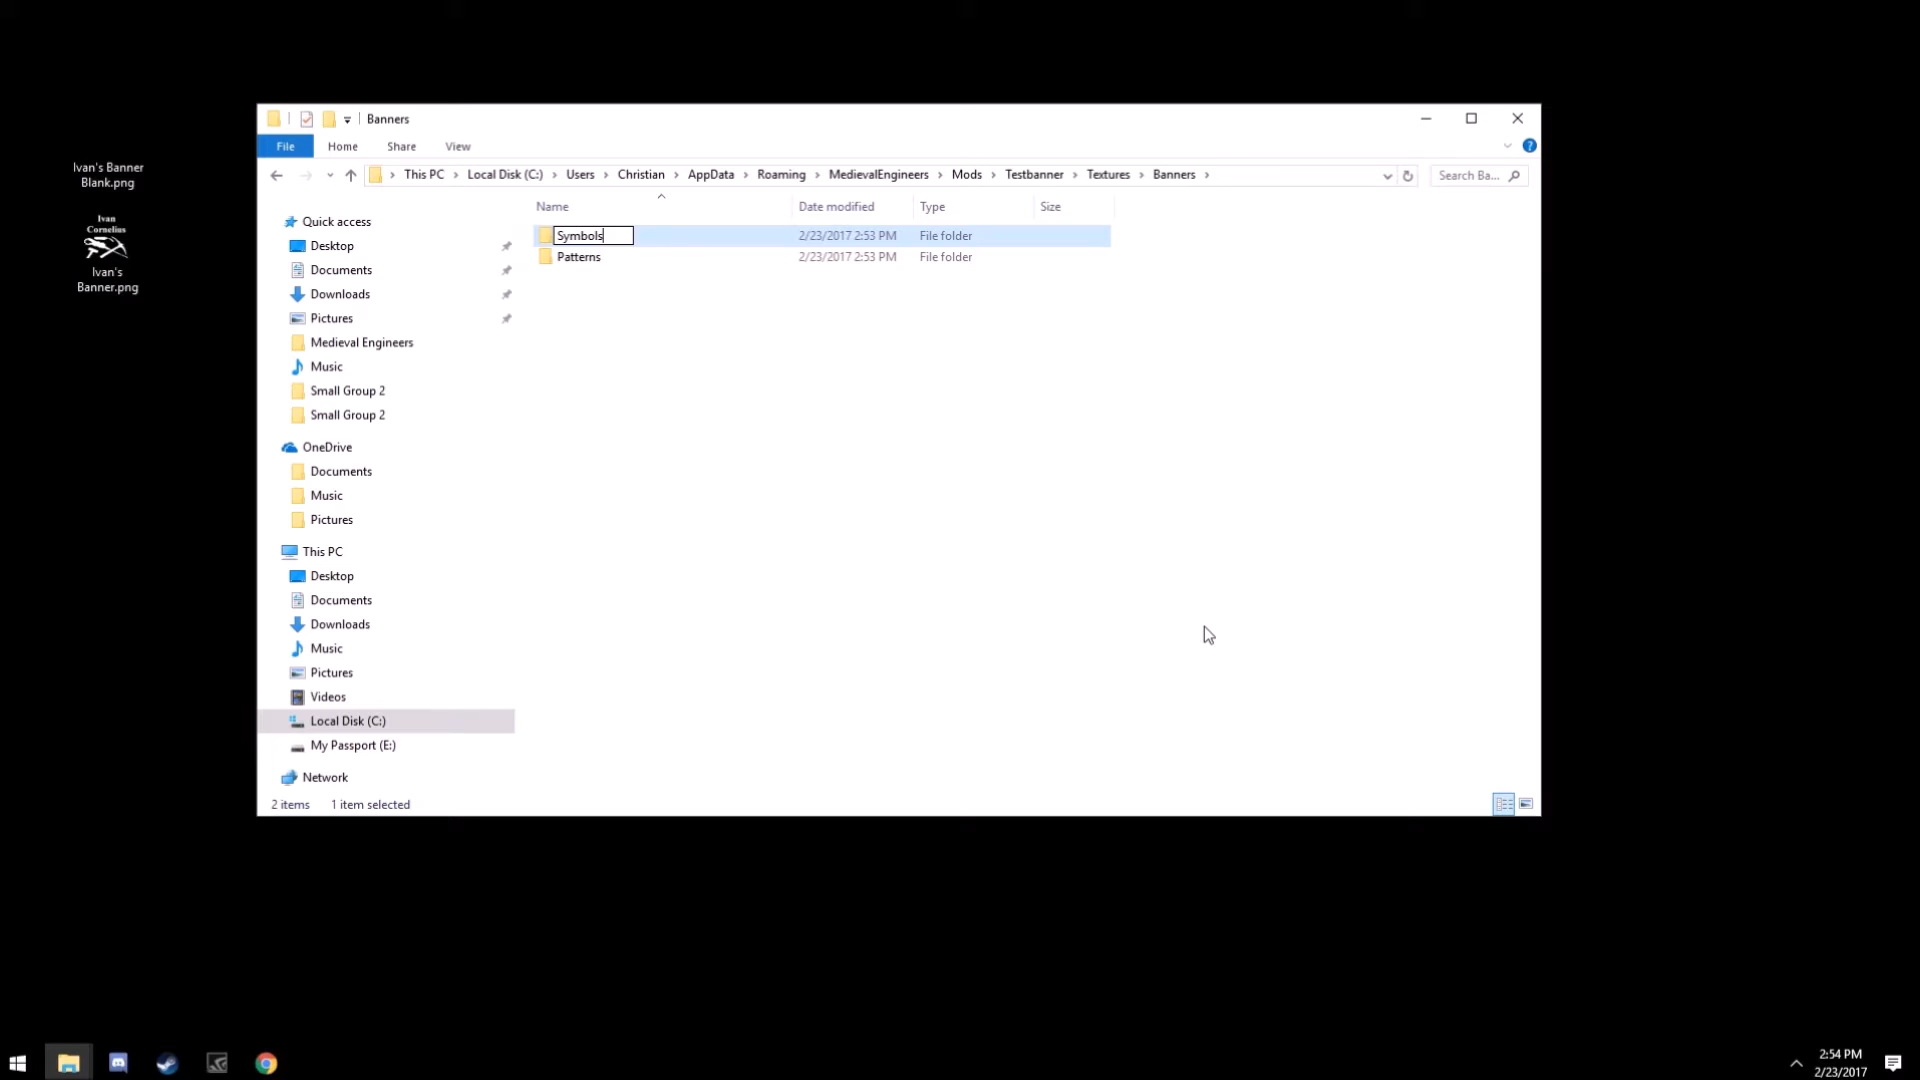 Ivan's Banner
Blank.png
Ivan
Cornelius
Ivan's
Banner.png
Banners
File
Home
Share
View
This PC
Local Disk (C:)
Users
Christian
AppData
Roaming
MedievalEngineers
Mods
Testbanner
Textures
Banners
Search Ba...
Name
Date modified
Type
Size
Symbols
2/23/2017 2:53 PM
File folder
Patterns
2/23/2017 2:53 PM
File folder
Quick access
Desktop
Documents
Downloads
Pictures
Medieval Engineers
Music
Small Group 2
Small Group 2
OneDrive
Documents
Music
Pictures
This PC
Desktop
Documents
Downloads
Music
Pictures
Videos
Local Disk (C:)
My Passport (E:)
Network
2 items
1 item selected
2:54 PM
2/23/2017